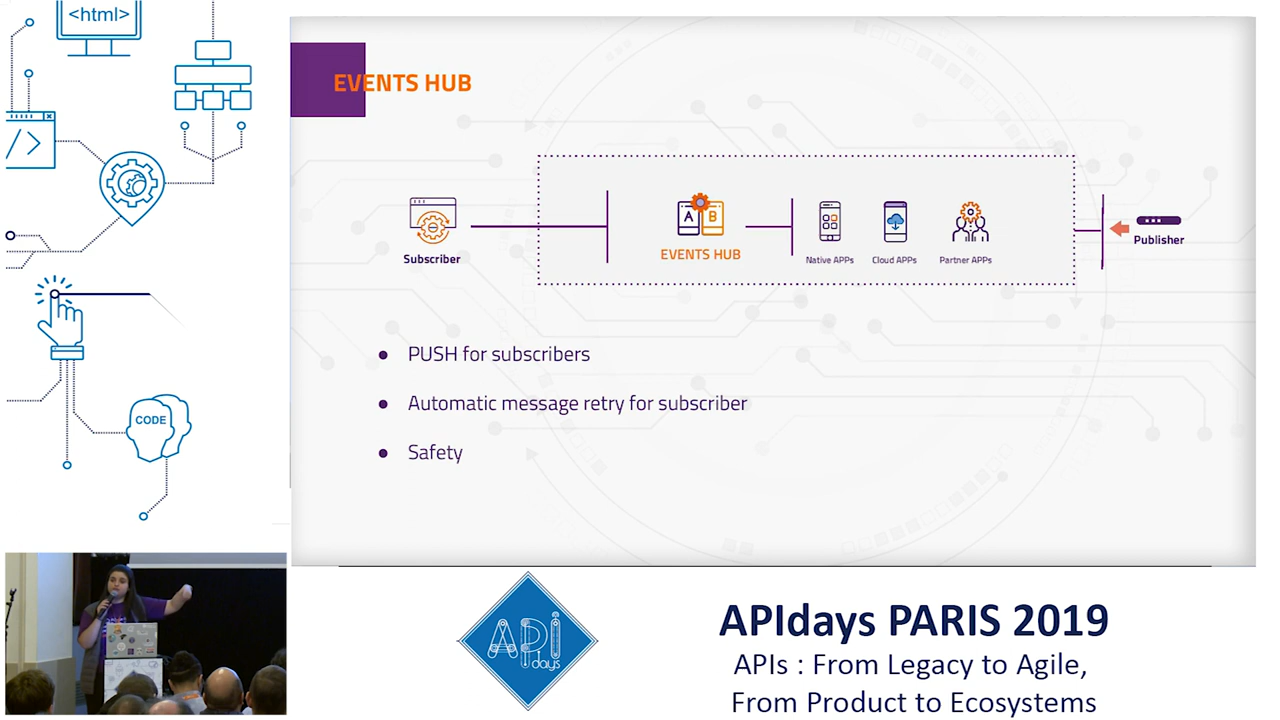 <html>
/>
CODE
EVENTS HUB
A B
Subscriber
EVENTS HUB
Native APPs
Cloud APPs
Partner APPs
Publisher
PUSH for subscribers
Automatic message retry for subscriber
Safety
API
days
APIdays PARIS 2019
APIs : From Legacy to Agile,
From Product to Ecosystems